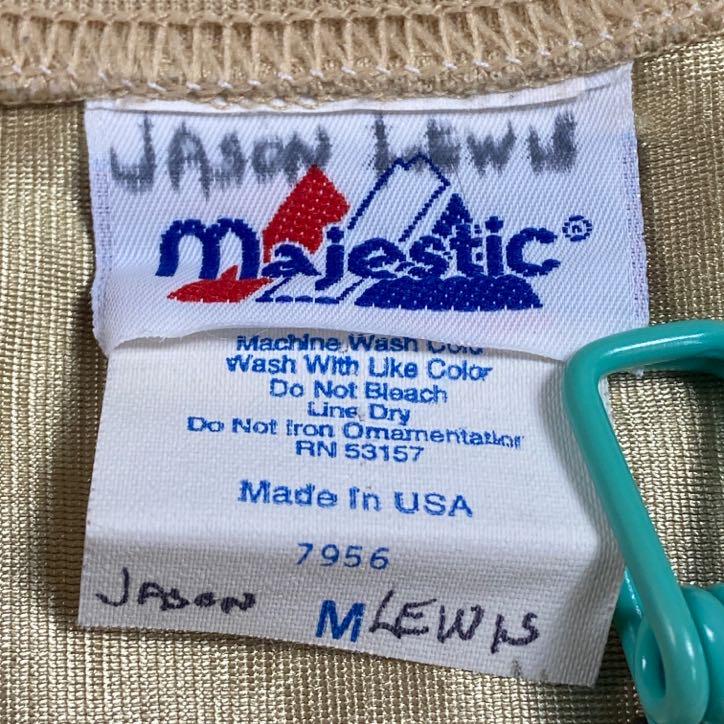 JASON LEWIS
Majestic®
Machine Wash Cold
Wash With Like Color
Do Not Bleach
Line Dry
Do Not Iron Ornamentation
RN 53157
Made In USA
7956
JASON M LEWIS